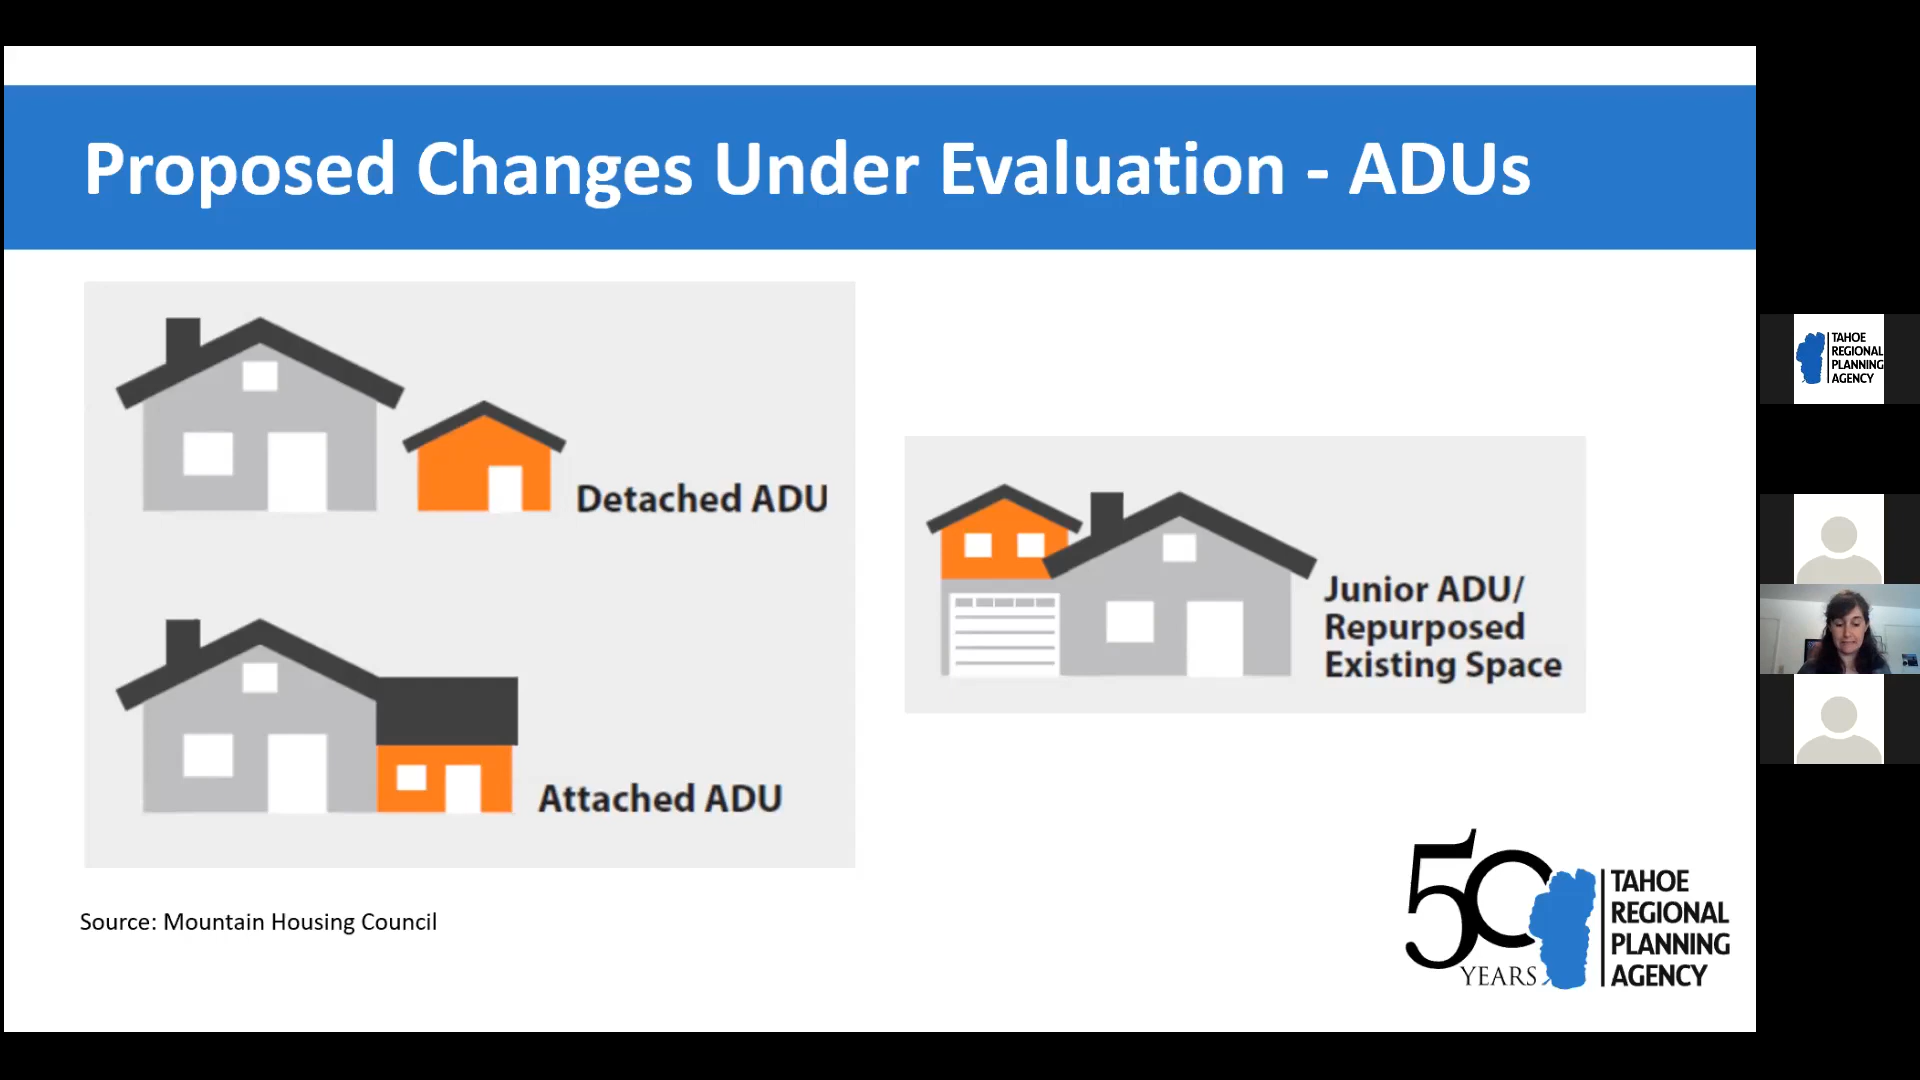 Proposed Changes Under Evaluation - ADUs
Detached ADU
Attached ADU
Junior ADU/
Repurposed
Existing Space
Source: Mountain Housing Council
50
YEARS
TAHOE
REGIONAL
PLANNING
AGENCY
TAHOE
REGIONAL
PLANNING
AGENCY